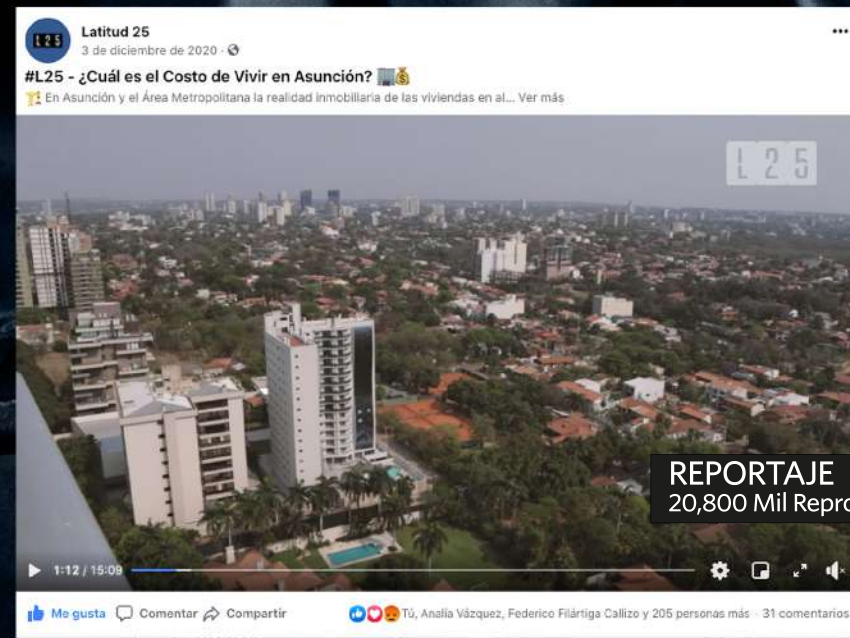 L25
Latitud 25
3 de diciembre de 2020 ·
#L25 - ¿Cuál es el Costo de Vivir en Asunción?
En Asunción y el Área Metropolitana la realidad inmobiliaria de las viviendas en al... Ver más
L 2 5
REPORTAJE
20,800 Mil Repro
1:12 / 15:09
Me gusta Comentar Compartir
Tú, Analía Vázquez, Federico Filártiga Callizo y 205 personas más · 31 comentarios